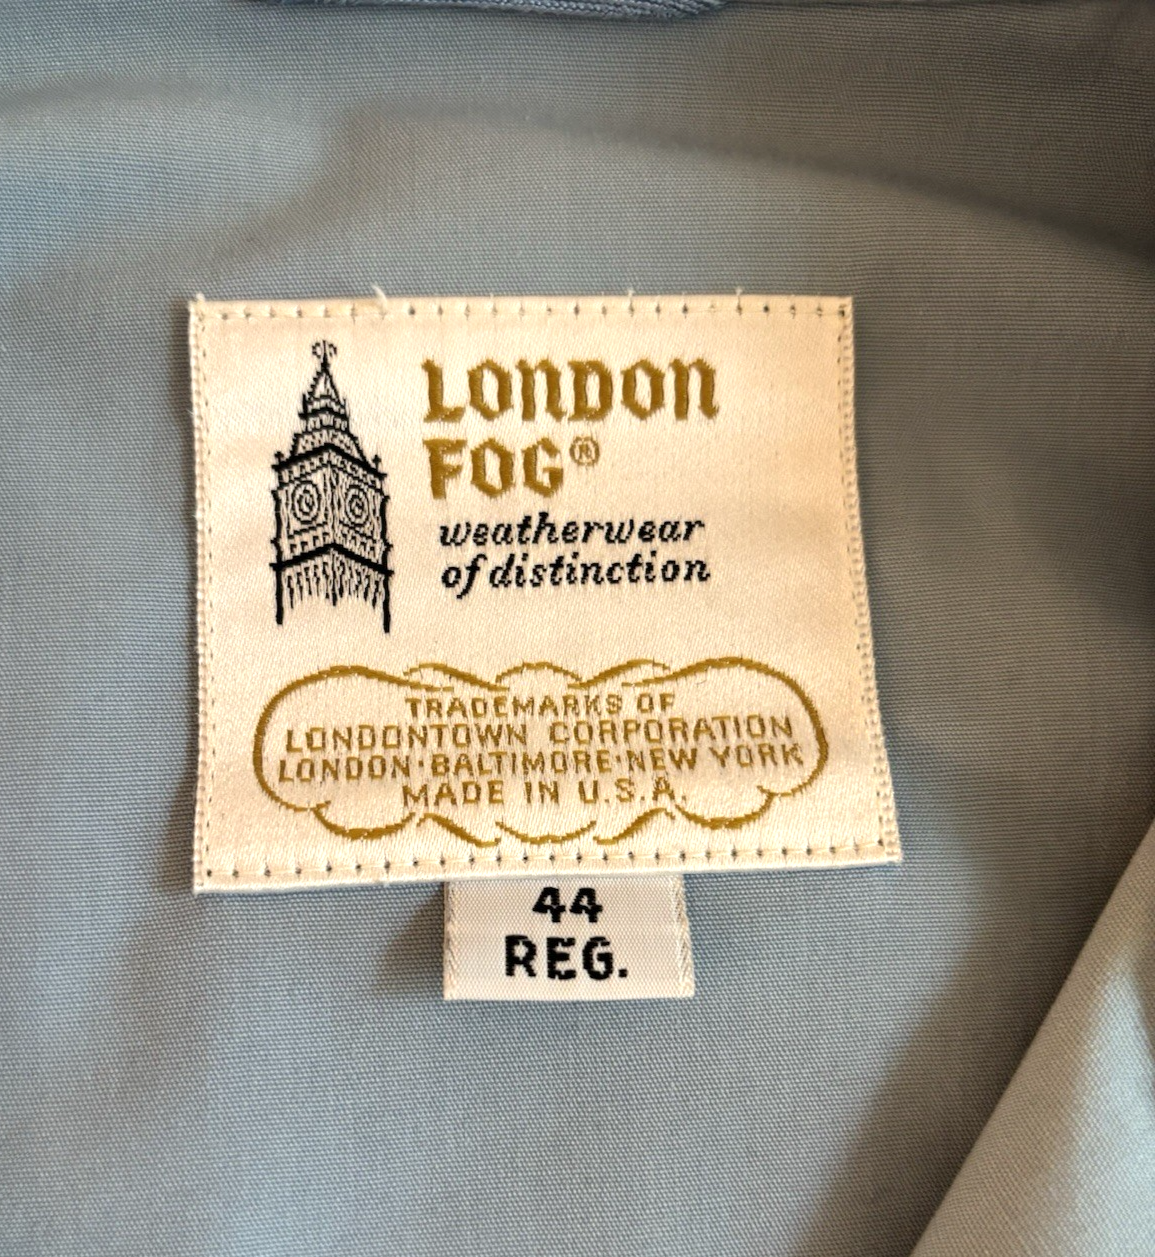 LONDON
FOG®
weatherwear
of distinction
TRADEMARKS OF
LONDONTOWN CORPORATION
LONDON·BALTIMORE·NEW YORK
MADE IN U.S.A.
44
REG.